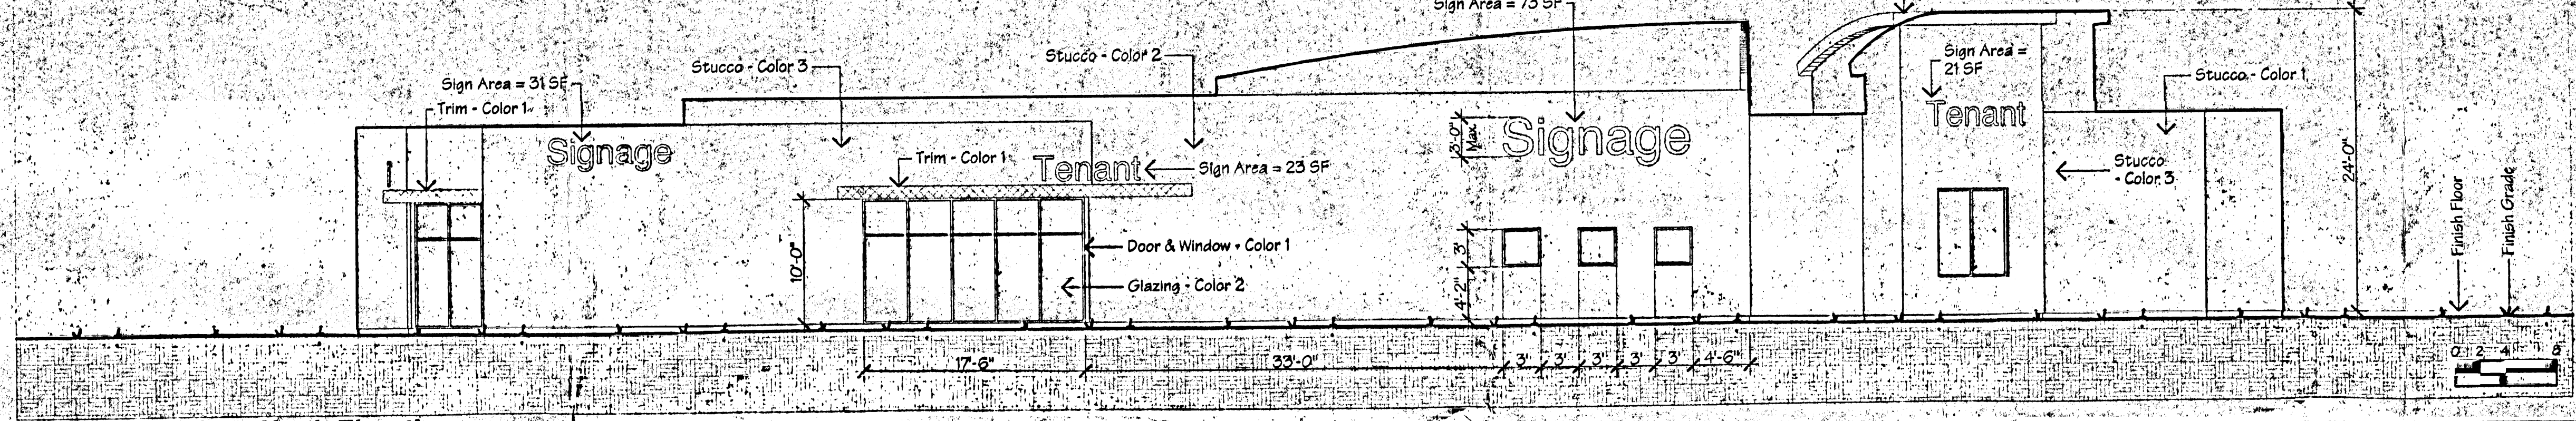 Sign Area = 73 SF
Stucco - Color 2
Stucco - Color 3
Sign Area = 31 SF
Trim - Color 1
Sign Area =
21 SF
Stucco - Color 1
Signage
Trim - Color 1
Tenant
Sign Area = 23 SF
3'-0"
Max.
Signage
Tenant
Stucco
- Color 3
24'-0"
Finish Floor
Finish Grade
10'-0"
Door & Window - Color 1
Glazing - Color 2
3'
4'-2"
17'-6"
33'-0"
3' 3' 3' 3' 3' 4'-6"
0 2 4 8